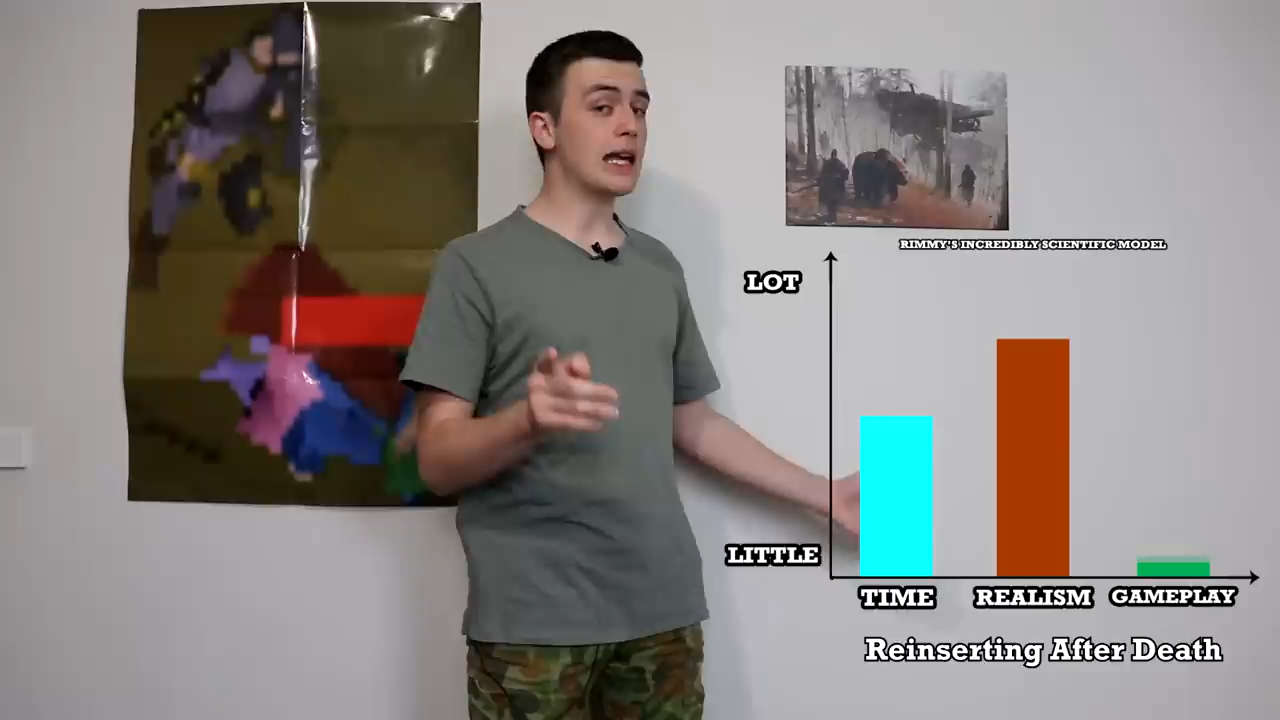 RIMMY'S INCREDIBLY SCIENTIFIC MODEL
LOT
LITTLE
TIME REALISM GAMEPLAY
Reinserting After Death